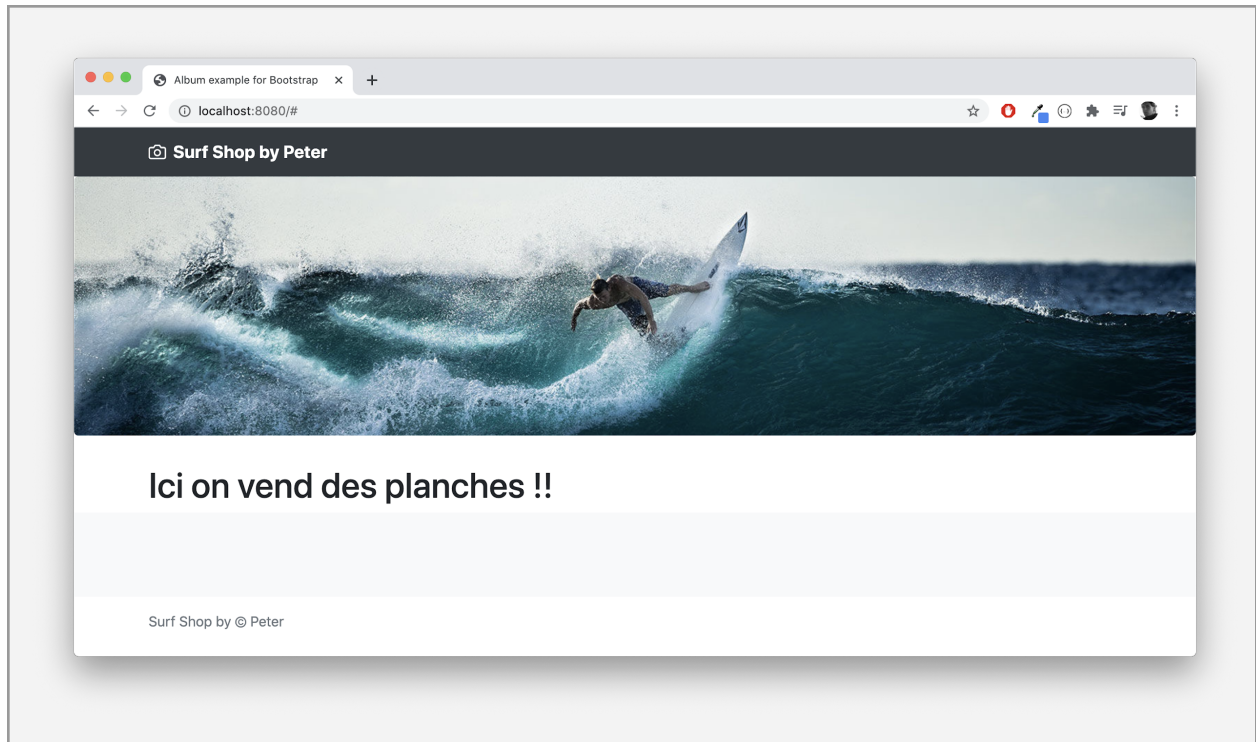 Album example for Bootstrap
localhost:8080/#
Surf Shop by Peter
Ici on vend des planches !!
Surf Shop by © Peter